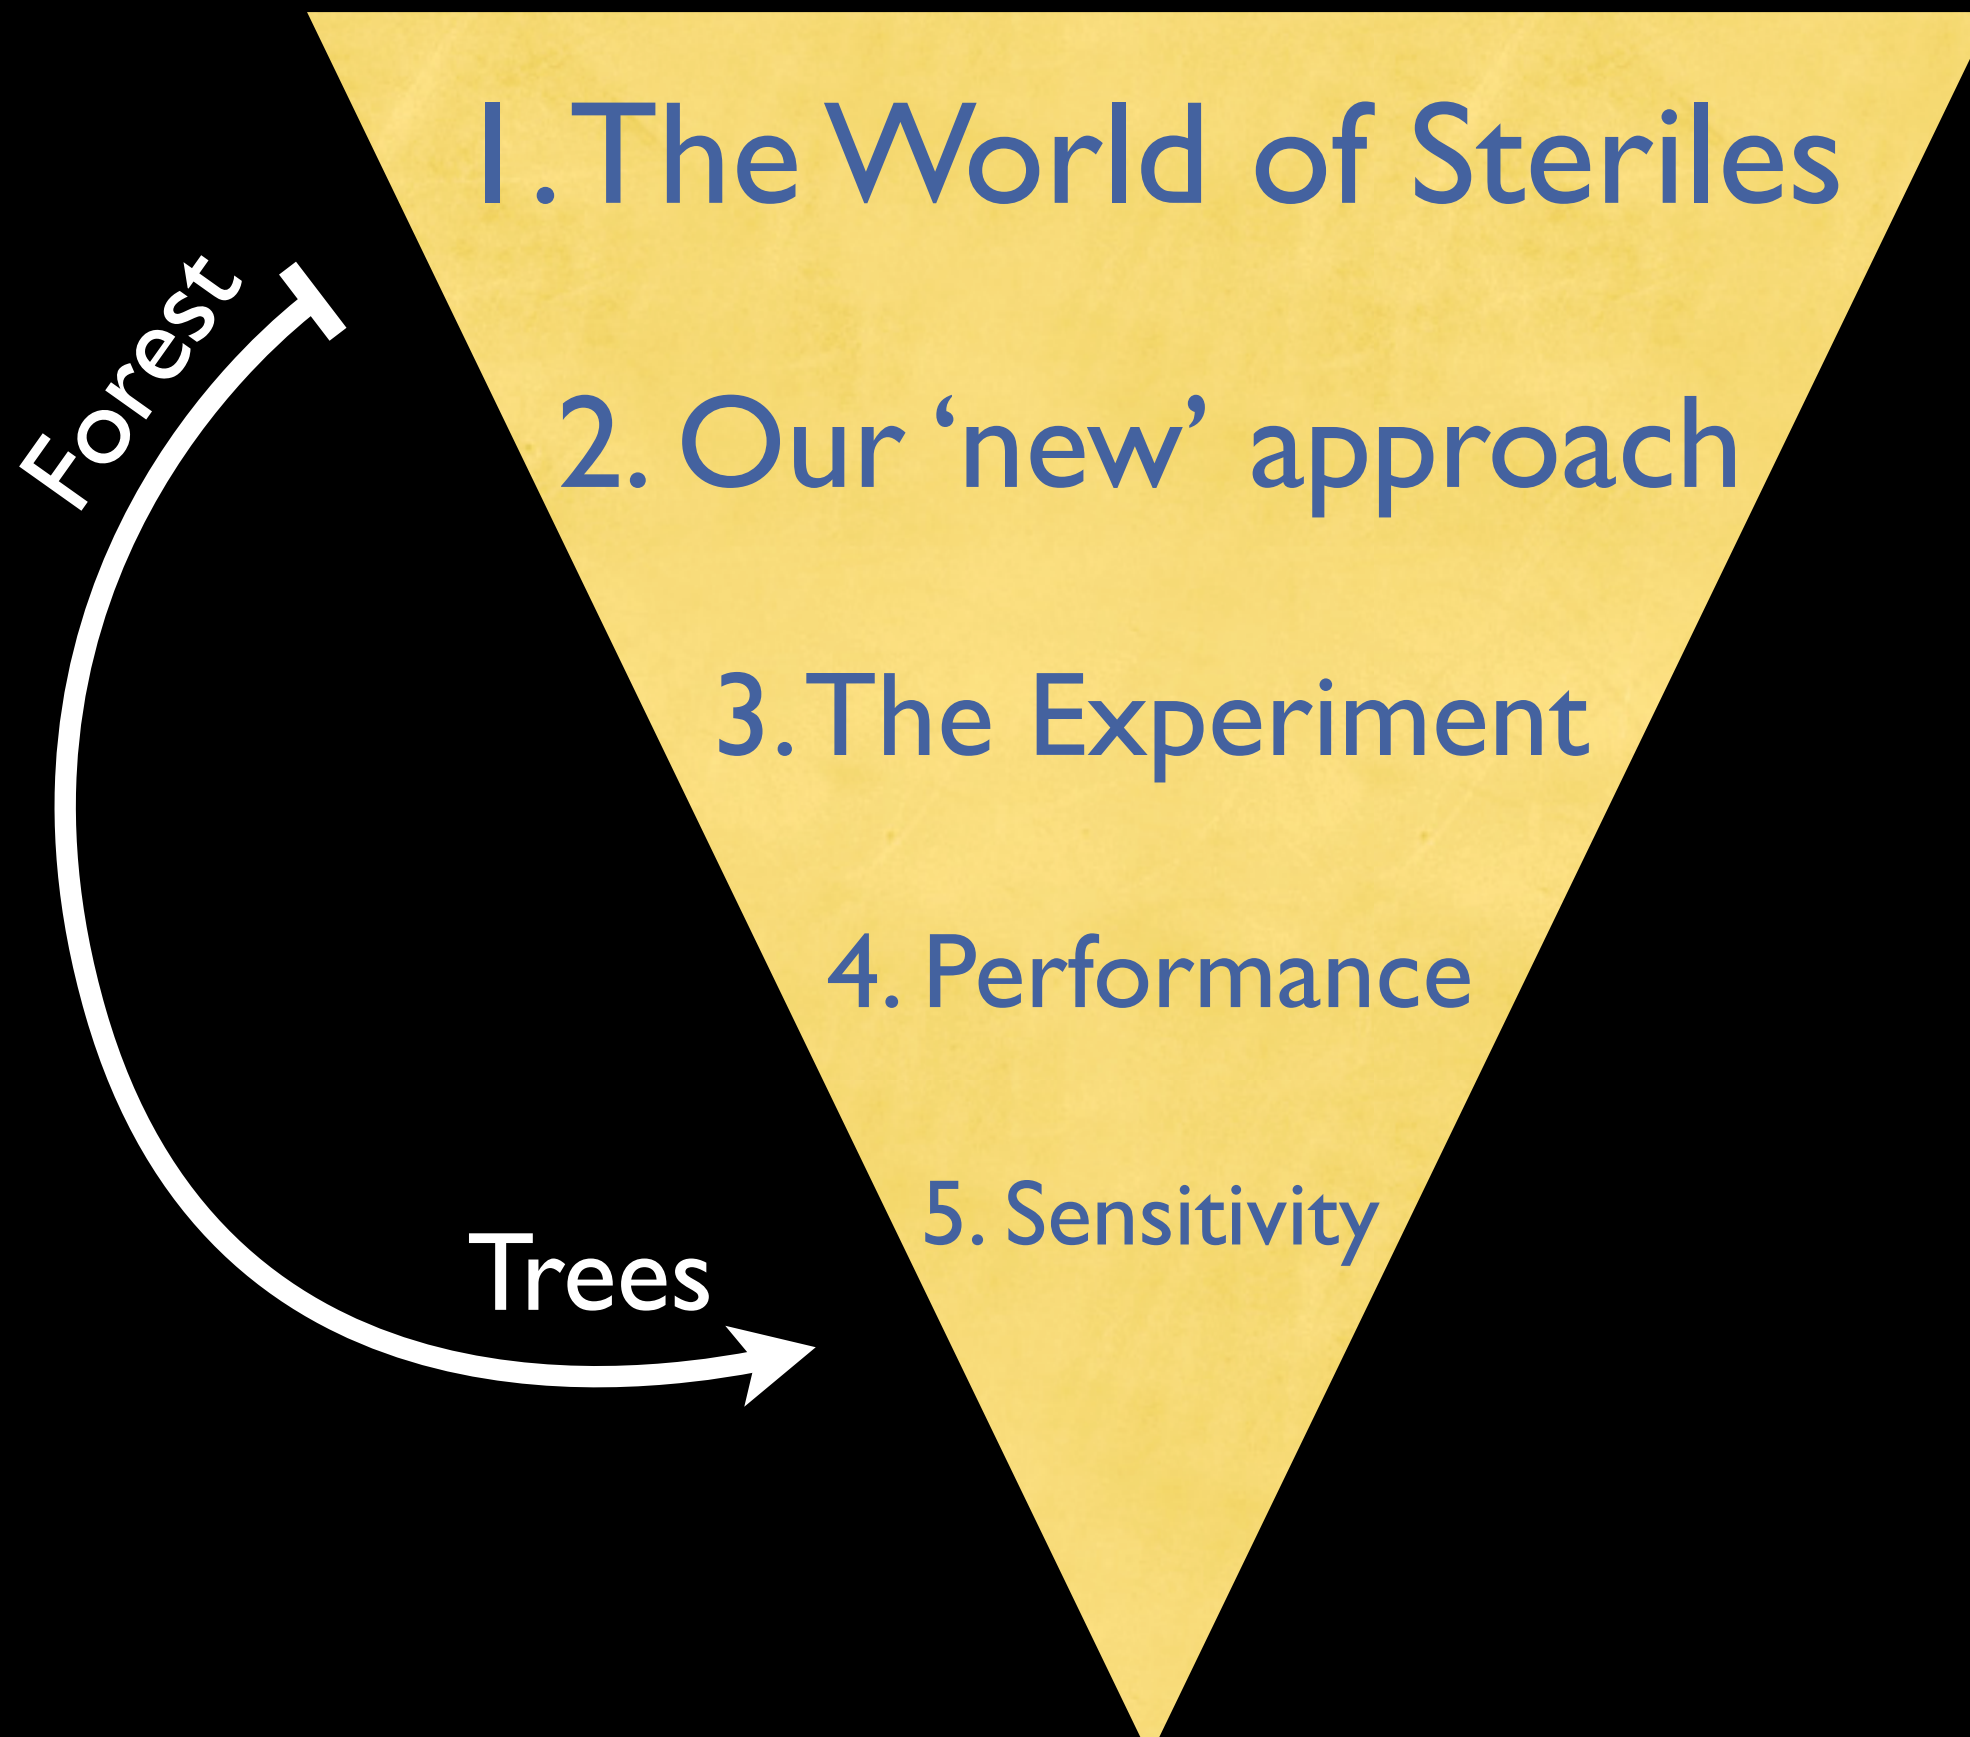 1. The World of Steriles
Forest
2. Our ‘new’ approach
3. The Experiment
4. Performance
5. Sensitivity
Trees